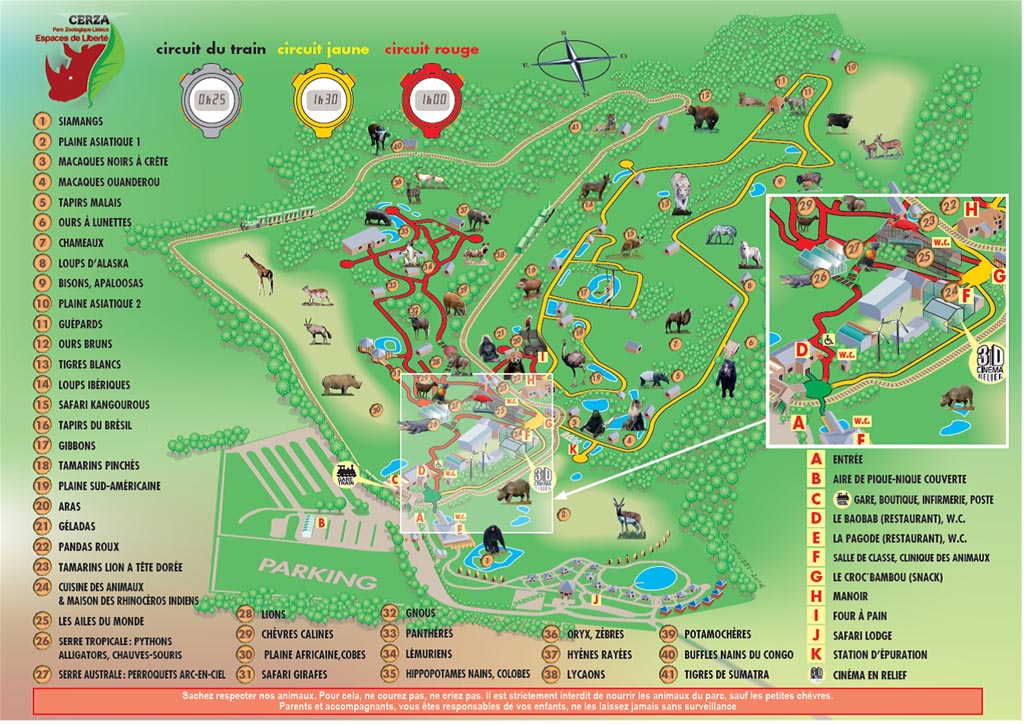 CERZA
Parc Zoologique Lisieux
Espaces de Liberté
circuit du train
circuit jaune
circuit rouge
0h25
1h30
1h00
1 SIAMANGS
2 PLAINE ASIATIQUE 1
3 MACAQUES NOIRS À CRÊTE
4 MACAQUES OUANDEROU
5 TAPIRS MALAIS
6 OURS À LUNETTES
7 CHAMEAUX
8 LOUPS D'ALASKA
9 BISONS, APALOOSAS
10 PLAINE ASIATIQUE 2
11 GUÉPARDS
12 OURS BRUNS
13 TIGRES BLANCS
14 LOUPS IBÉRIQUES
15 SAFARI KANGOUROUS
16 TAPIRS DU BRÉSIL
17 GIBBONS
18 TAMARINS PINCHÉS
19 PLAINE SUD-AMÉRICAINE
20 ARAS
21 GÉLADAS
22 PANDAS ROUX
23 TAMARINS LION A TÊTE DORÉE
24 CUISINE DES ANIMAUX
& MAISON DES RHINOCÉROS INDIENS
25 LES AILES DU MONDE
26 SERRE TROPICALE : PYTHONS
ALLIGATORS, CHAUVES-SOURIS
27 SERRE AUSTRALE : PERROQUETS ARC-EN-CIEL
28 LIONS
29 CHÈVRES CALINES
30 PLAINE AFRICAINE,COBES
31 SAFARI GIRAFES
32 GNOUS
33 PANTHÈRES
34 LÉMURIENS
35 HIPPOPOTAMES NAINS, COLOBES
36 ORYX, ZÈBRES
37 HYÈNES RAYÉES
38 LYCAONS
39 POTAMOCHÈRES
40 BUFFLES NAINS DU CONGO
41 TIGRES DE SUMATRA
A ENTRÉE
B AIRE DE PIQUE-NIQUE COUVERTE
C GARE, BOUTIQUE, INFIRMERIE, POSTE
D LE BAOBAB (RESTAURANT), W.C.
E LA PAGODE (RESTAURANT), W.C.
F SALLE DE CLASSE, CLINIQUE DES ANIMAUX
G LE CROC'BAMBOU (SNACK)
H MANOIR
I FOUR À PAIN
J SAFARI LODGE
K STATION D'ÉPURATION
3D CINÉMA EN RELIEF
N
E
O
S
29
22
23
H
27
W.C.
25
26
G
24
F
D
W.C.
3D
CINÉMA
RELIEF
A
W.C.
E
GARE
TRAIN
C
B
PARKING
J
K
I
Sachez respecter nos animaux. Pour cela, ne courez pas, ne criez pas. Il est strictement interdit de nourrir les animaux du parc, sauf les petites chèvres.
Parents et accompagnants, vous êtes responsables de vos enfants, ne les laissez jamais sans surveillance